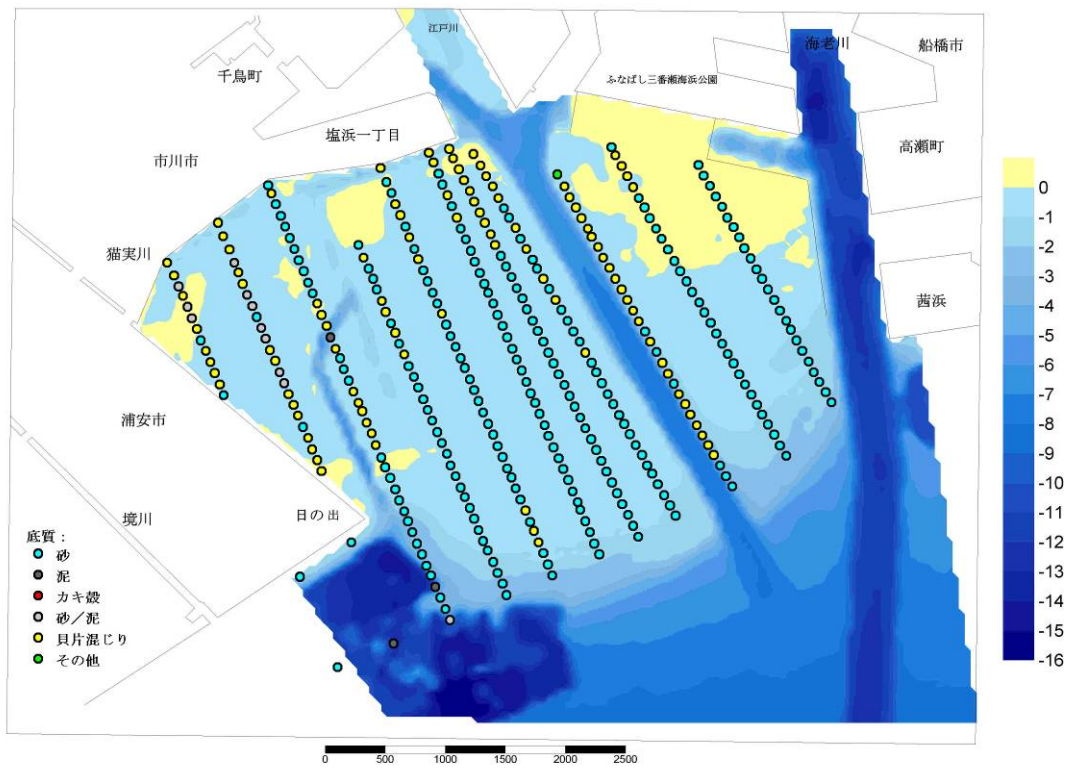 江戸川
海老川
船橋市
千鳥町
ふなばし三番瀬海浜公園
塩浜一丁目
高瀬町
市川市
猫実川
茜浜
浦安市
日の出
境川
底質：
砂
泥
カキ殻
砂／泥
貝片混じり
その他
0
-1
-2
-3
-4
-5
-6
-7
-8
-9
-10
-11
-12
-13
-14
-15
-16
0 500 1000 1500 2000 2500